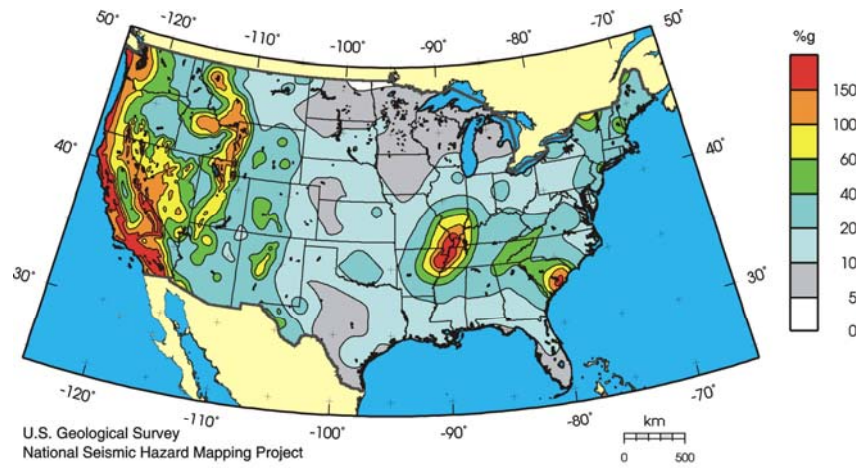 -120° -110° -100° -90° -80° -70°
50° 50°
%g
150
100
60
40
20
10
5
0
40° 40°
30° 30°
-120° -110° -100° -90° -80° -70°
U.S. Geological Survey
National Seismic Hazard Mapping Project
km
0 500